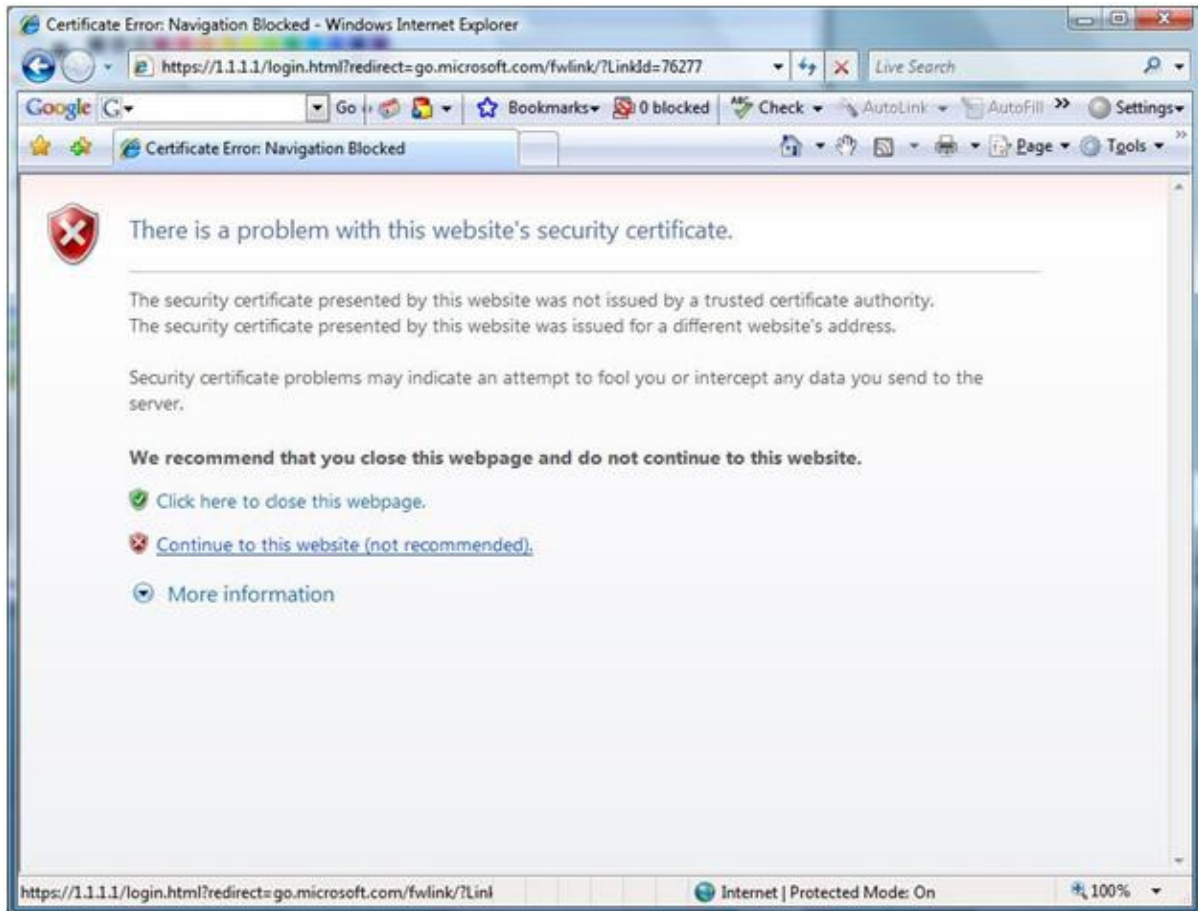 Certificate Error: Navigation Blocked - Windows Internet Explorer
https://1.1.1.1/login.html?redirect=go.microsoft.com/fwlink/?LinkId=76277 Live Search
Google G Go Bookmarks 0 blocked Check AutoLink AutoFill Settings
Certificate Error: Navigation Blocked Page Tools
There is a problem with this website's security certificate.
The security certificate presented by this website was not issued by a trusted certificate authority.
The security certificate presented by this website was issued for a different website's address.
Security certificate problems may indicate an attempt to fool you or intercept any data you send to the
server.
We recommend that you close this webpage and do not continue to this website.
Click here to close this webpage.
Continue to this website (not recommended).
More information
https://1.1.1.1/login.html?redirect=go.microsoft.com/fwlink/?Link Internet | Protected Mode: On 100%